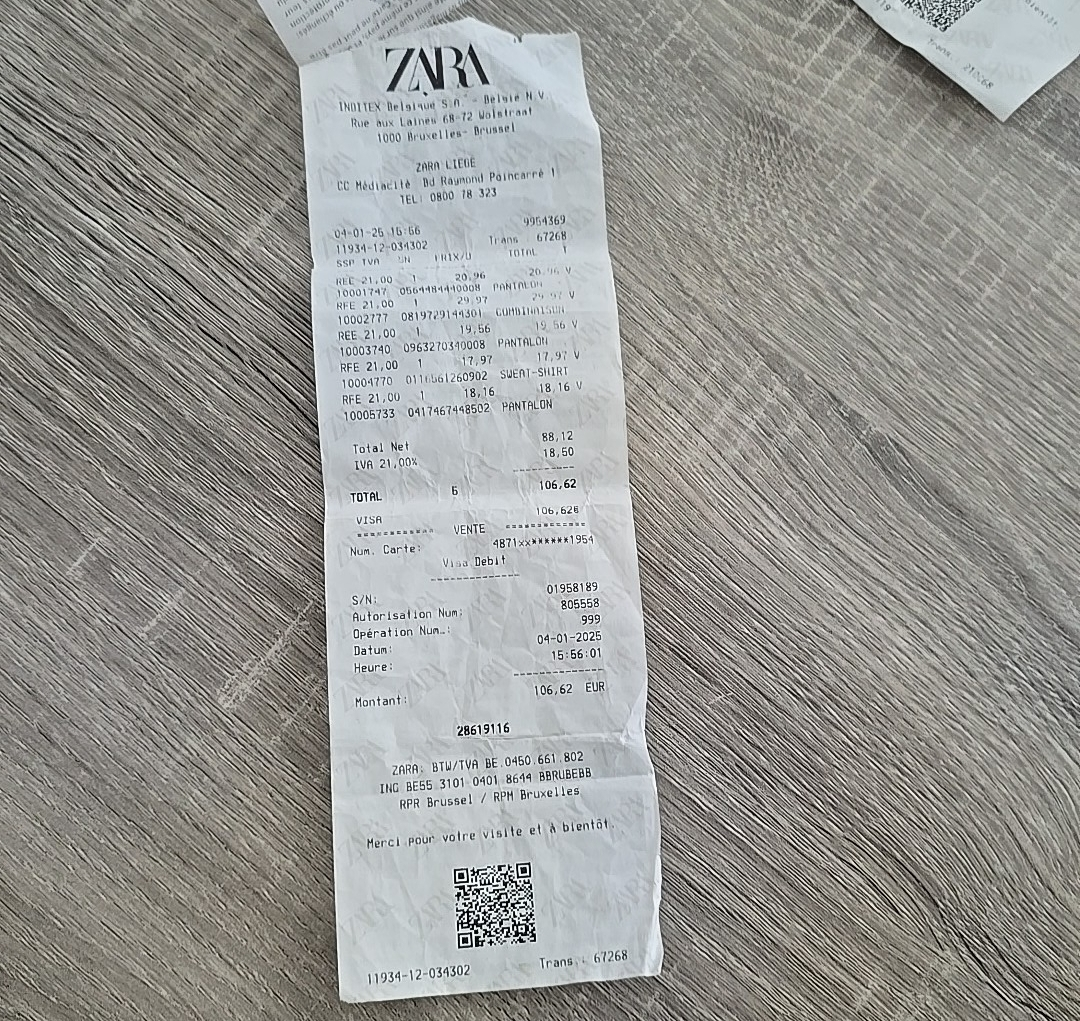 ZARA
INDITEX Belgique S.A. - België N.V.
Rue aux Laines 68-72 Wolstraat
1000 Bruxelles- Brussel
ZARA LIEGE
CC Médiacité Bd Raymond Poincarré 1
TEL: 0800 78 323
04-01-25 15:56 9954369
11934-12-034302 Trans : 67268
SSP TVA UN PRIX/U TOTAL 1
REE 21,00 1 20,96 20,96 V
10001747 0564484440008 PANTALON
RFE 21,00 1 29,97 29,97 V
10002777 0819729144301 COMBINAISON
REE 21,00 1 19,56 19,56 V
10003740 0963270340008 PANTALON
RFE 21,00 1 17,97 17,97 V
10004770 0116561260902 SWEAT-SHIRT
RFE 21,00 1 18,16 18,16 V
10005733 0417467448502 PANTALON
Total Net 88,12
IVA 21,00% 18,50
TOTAL 5 106,62
VISA 106,62€
============ VENTE ============
Num. Carte: 4871xx******1954
Visa Debit
S/N: 01958189
Autorisation Num: 805558
Opération Num…: 999
Datum: 04-01-2025
Heure: 15:56:01
Montant: 106,62 EUR
28619116
ZARA: BTW/TVA BE.0450.661.802
ING BE55 3101 0401 8644 BBRUBEBB
RPR Brussel / RPM Bruxelles
Merci pour votre visite et à bientôt.
11934-12-034302 Trans.: 67268